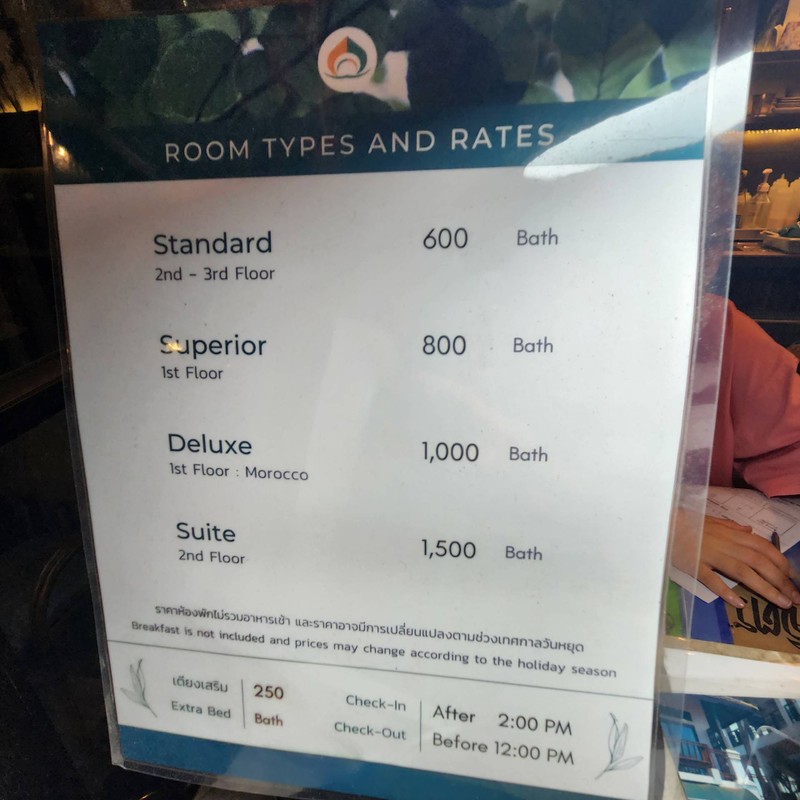 ROOM TYPES AND RATES
Standard 600 Bath
2nd - 3rd Floor
Superior 800 Bath
1st Floor
Deluxe 1,000 Bath
1st Floor : Morocco
Suite 1,500 Bath
2nd Floor
ราคาห้องพักไม่รวมอาหารเช้า และราคาอาจมีการเปลี่ยนแปลงตามช่วงเทศกาลวันหยุด
Breakfast is not included and prices may change according to the holiday season
เตียงเสริม 250
Extra Bed Bath
Check-In After 2:00 PM
Check-Out Before 12:00 PM